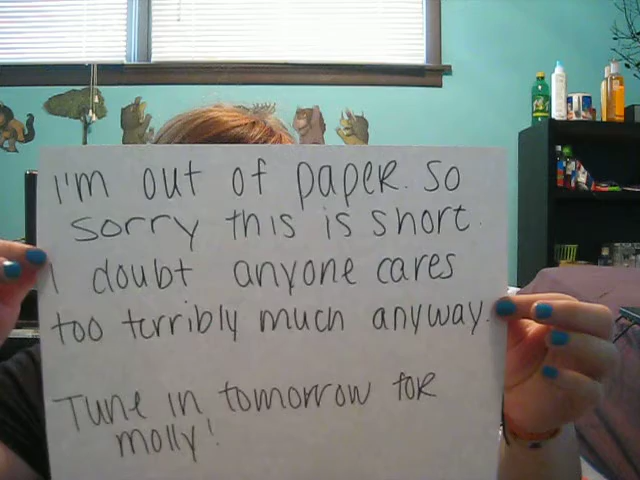 I'm out of paper. So
sorry this is short.
I doubt anyone cares
too terribly much anyway.
Tune in tomorrow for
molly!